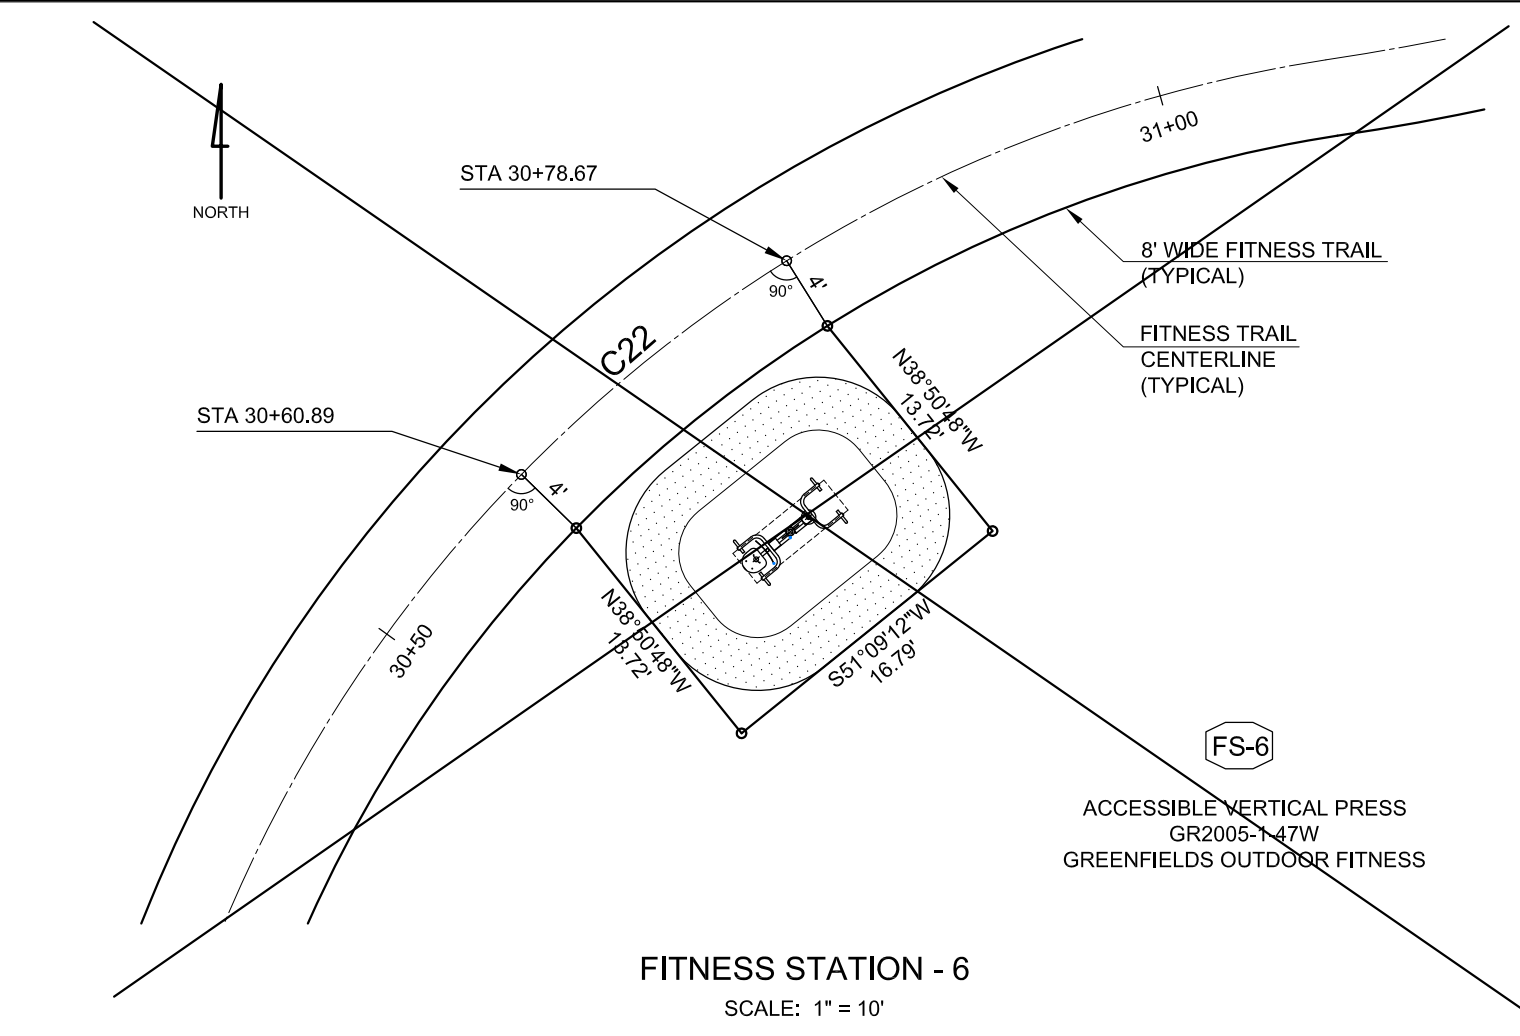 31+00
STA 30+78.67
NORTH
8' WIDE FITNESS TRAIL
(TYPICAL)
4'
90°
FITNESS TRAIL
CENTERLINE
(TYPICAL)
C22
N38°50'48"W
13.72'
STA 30+60.89
4'
90°
N38°50'48"W
13.72'
S51°09'12"W
16.79'
30+50
FS-6
ACCESSIBLE VERTICAL PRESS
GR2005-1-47W
GREENFIELDS OUTDOOR FITNESS
FITNESS STATION - 6
SCALE: 1" = 10'